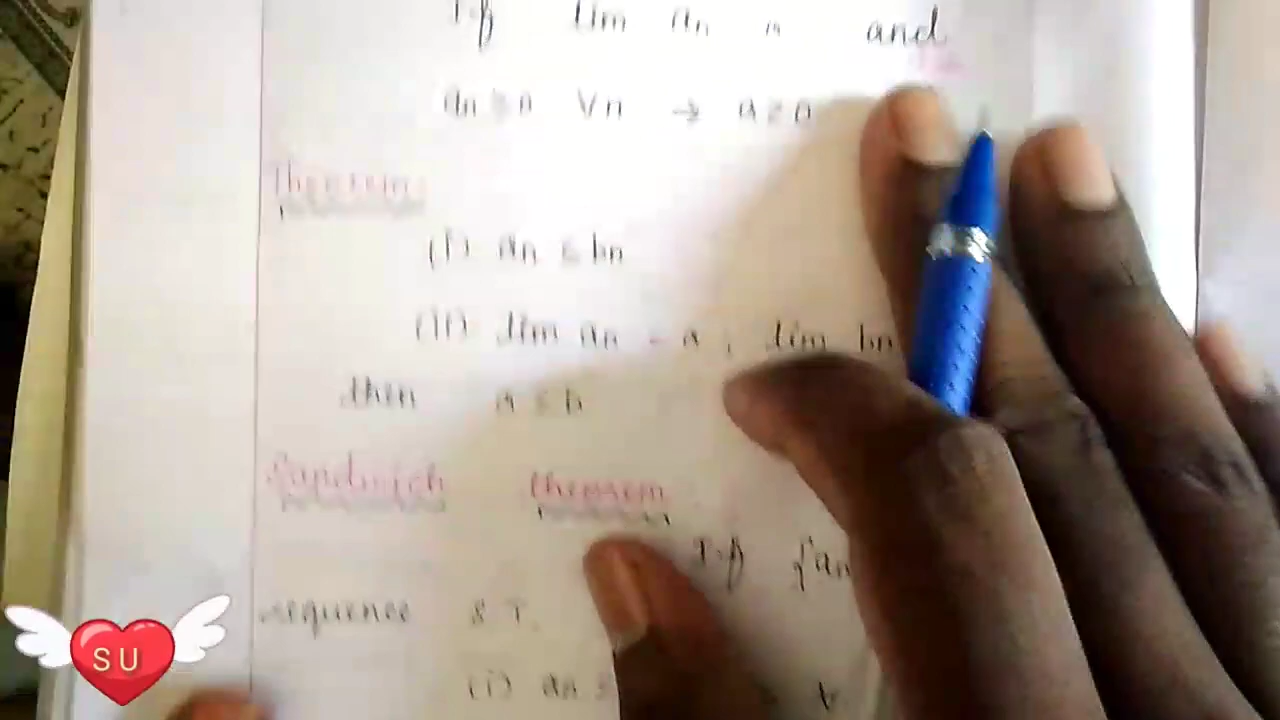 If lim an a and
an ≥ 0 ∀n → a ≥ 0
Theorem
(i) an ≤ bn
(ii) lim an = a ; lim bn
then a ≤ b
Sandwich theorem
If {an
sequence S.T.
(i) an ≤
SU